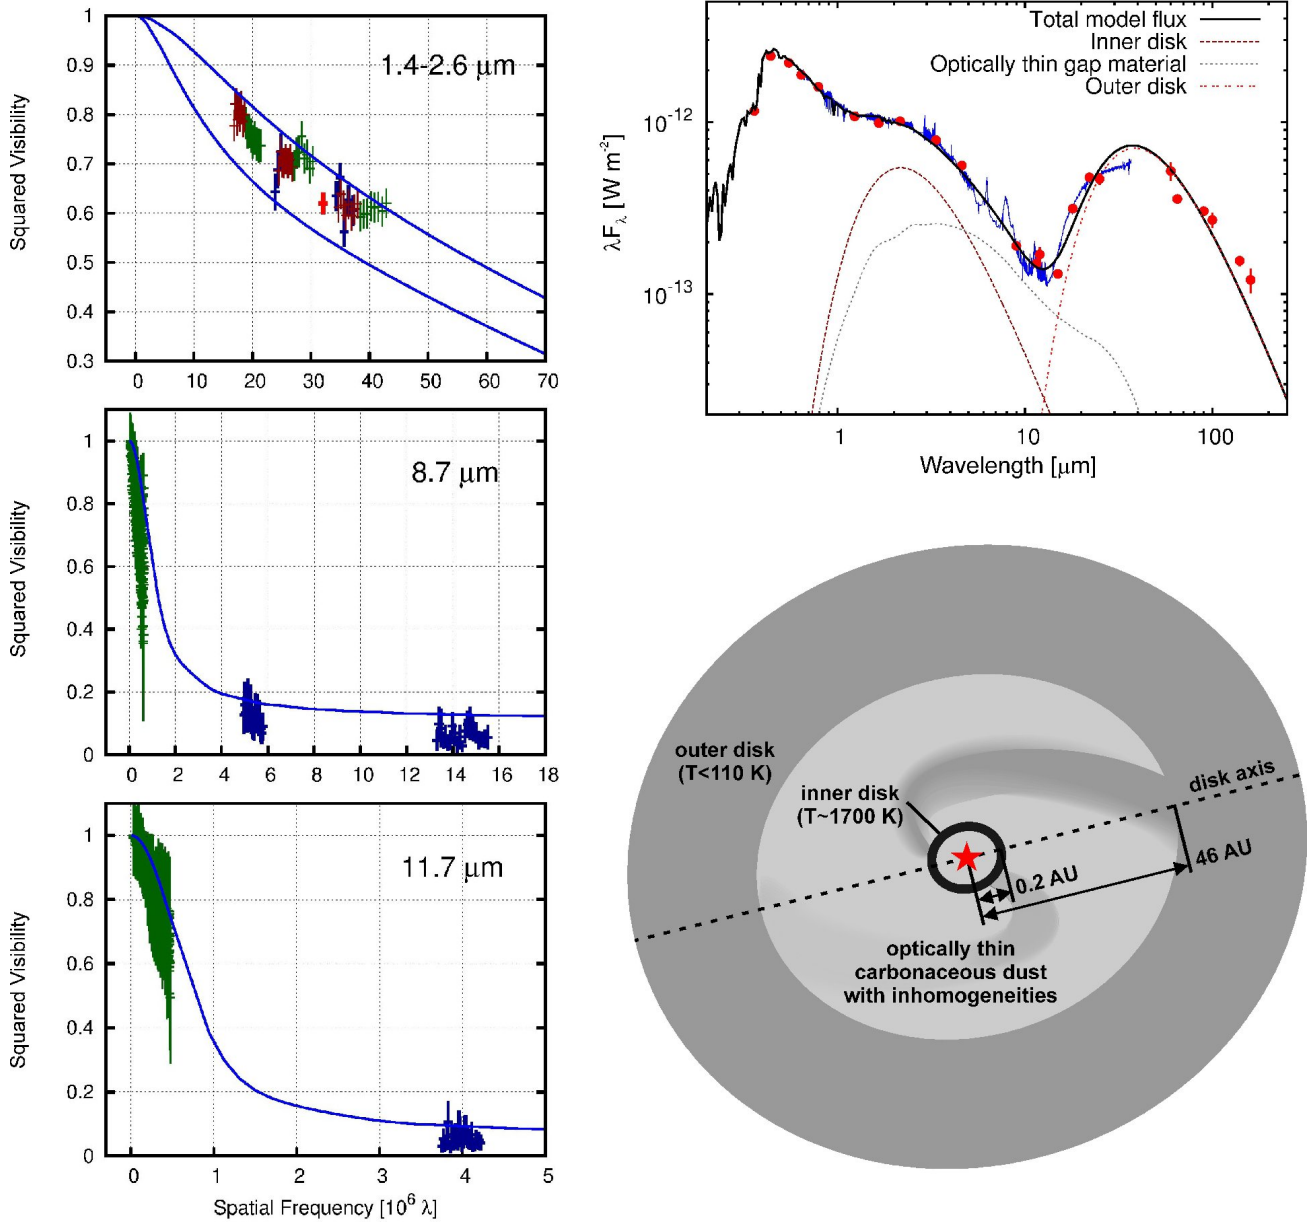 1
0.9
0.8
0.7
0.6
0.5
0.4
0.3
Squared Visibility
1.4-2.6 μm
0 10 20 30 40 50 60 70
1
0.8
0.6
0.4
0.2
0
Squared Visibility
8.7 μm
0 2 4 6 8 10 12 14 16 18
1
0.8
0.6
0.4
0.2
0
Squared Visibility
11.7 μm
0 1 2 3 4 5
Spatial Frequency [10⁶ λ]
Total model flux
Inner disk
Optically thin gap material
Outer disk
10⁻¹²
10⁻¹³
λF_λ [W m⁻²]
1 10 100
Wavelength [μm]
outer disk
(T<110 K)
inner disk
(T~1700 K)
disk axis
46 AU
0.2 AU
optically thin
carbonaceous dust
with inhomogeneities